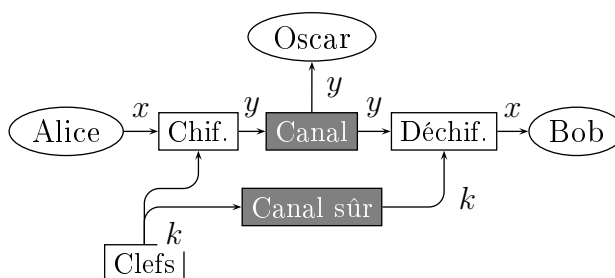 Oscar
y
x y y x
Alice Chif. Canal Déchif. Bob
Canal sûr k
k
Clefs